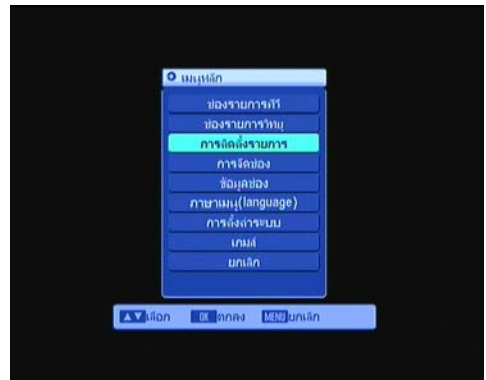 เมนูหลัก
ช่องรายการทีวี
ช่องรายการวิทยุ
การติดตั้งรายการ
การจัดช่อง
ข้อมูลช่อง
ภาษาเมนู(language)
การตั้งค่าระบบ
เกมส์
ยกเลิก
▲▼เลือก OK ตกลง MENU ยกเลิก